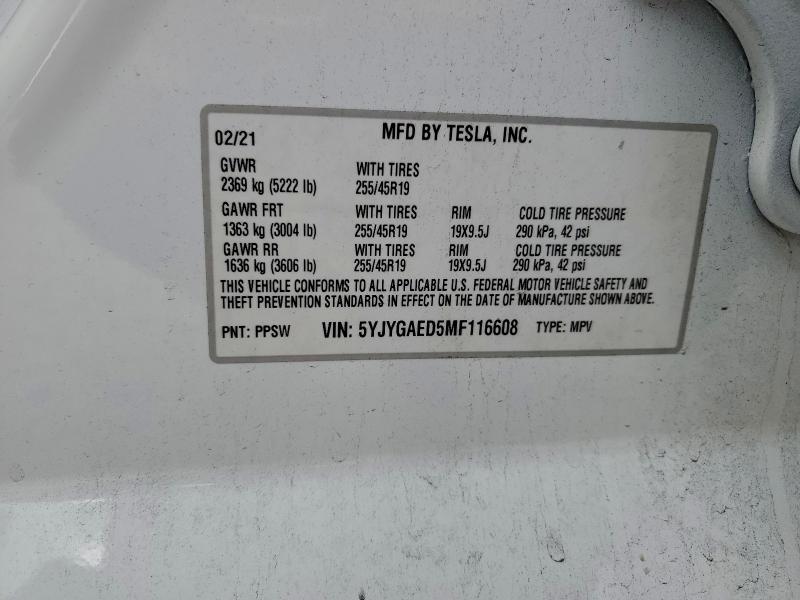 02/21 MFD BY TESLA, INC.
GVWR WITH TIRES
2369 kg (5222 lb) 255/45R19
GAWR FRT WITH TIRES RIM COLD TIRE PRESSURE
1363 kg (3004 lb) 255/45R19 19X9.5J 290 kPa, 42 psi
GAWR RR WITH TIRES RIM COLD TIRE PRESSURE
1636 kg (3606 lb) 255/45R19 19X9.5J 290 kPa, 42 psi
THIS VEHICLE CONFORMS TO ALL APPLICABLE U.S. FEDERAL MOTOR VEHICLE SAFETY AND
THEFT PREVENTION STANDARDS IN EFFECT ON THE DATE OF MANUFACTURE SHOWN ABOVE.
PNT: PPSW VIN: 5YJYGAED5MF116608 TYPE: MPV